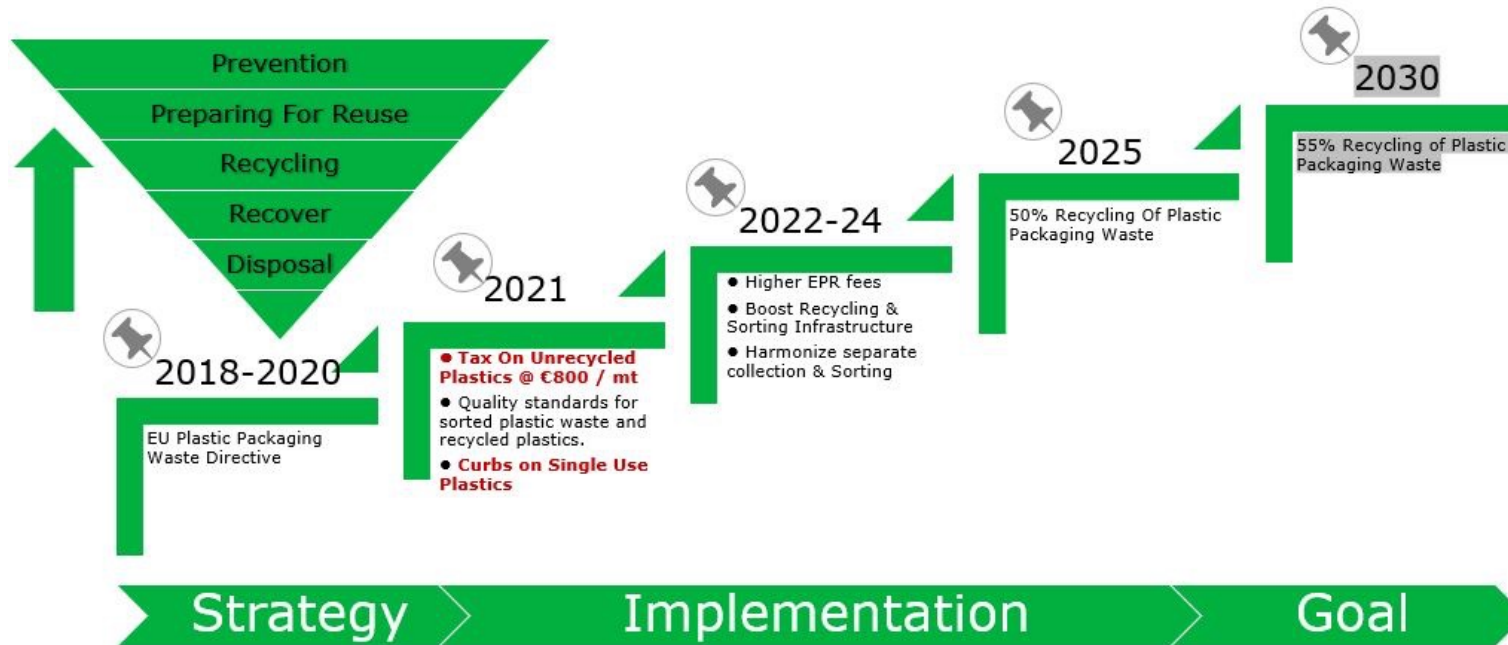 Prevention
Preparing For Reuse
Recycling
Recover
Disposal
2018-2020
EU Plastic Packaging
Waste Directive
2021
● Tax On Unrecycled
Plastics @ €800 / mt
● Quality standards for
sorted plastic waste and
recycled plastics.
● Curbs on Single Use
Plastics
2022-24
● Higher EPR fees
● Boost Recycling &
Sorting Infrastructure
● Harmonize separate
collection & Sorting
2025
50% Recycling Of Plastic
Packaging Waste
2030
55% Recycling of Plastic
Packaging Waste
Strategy
Implementation
Goal